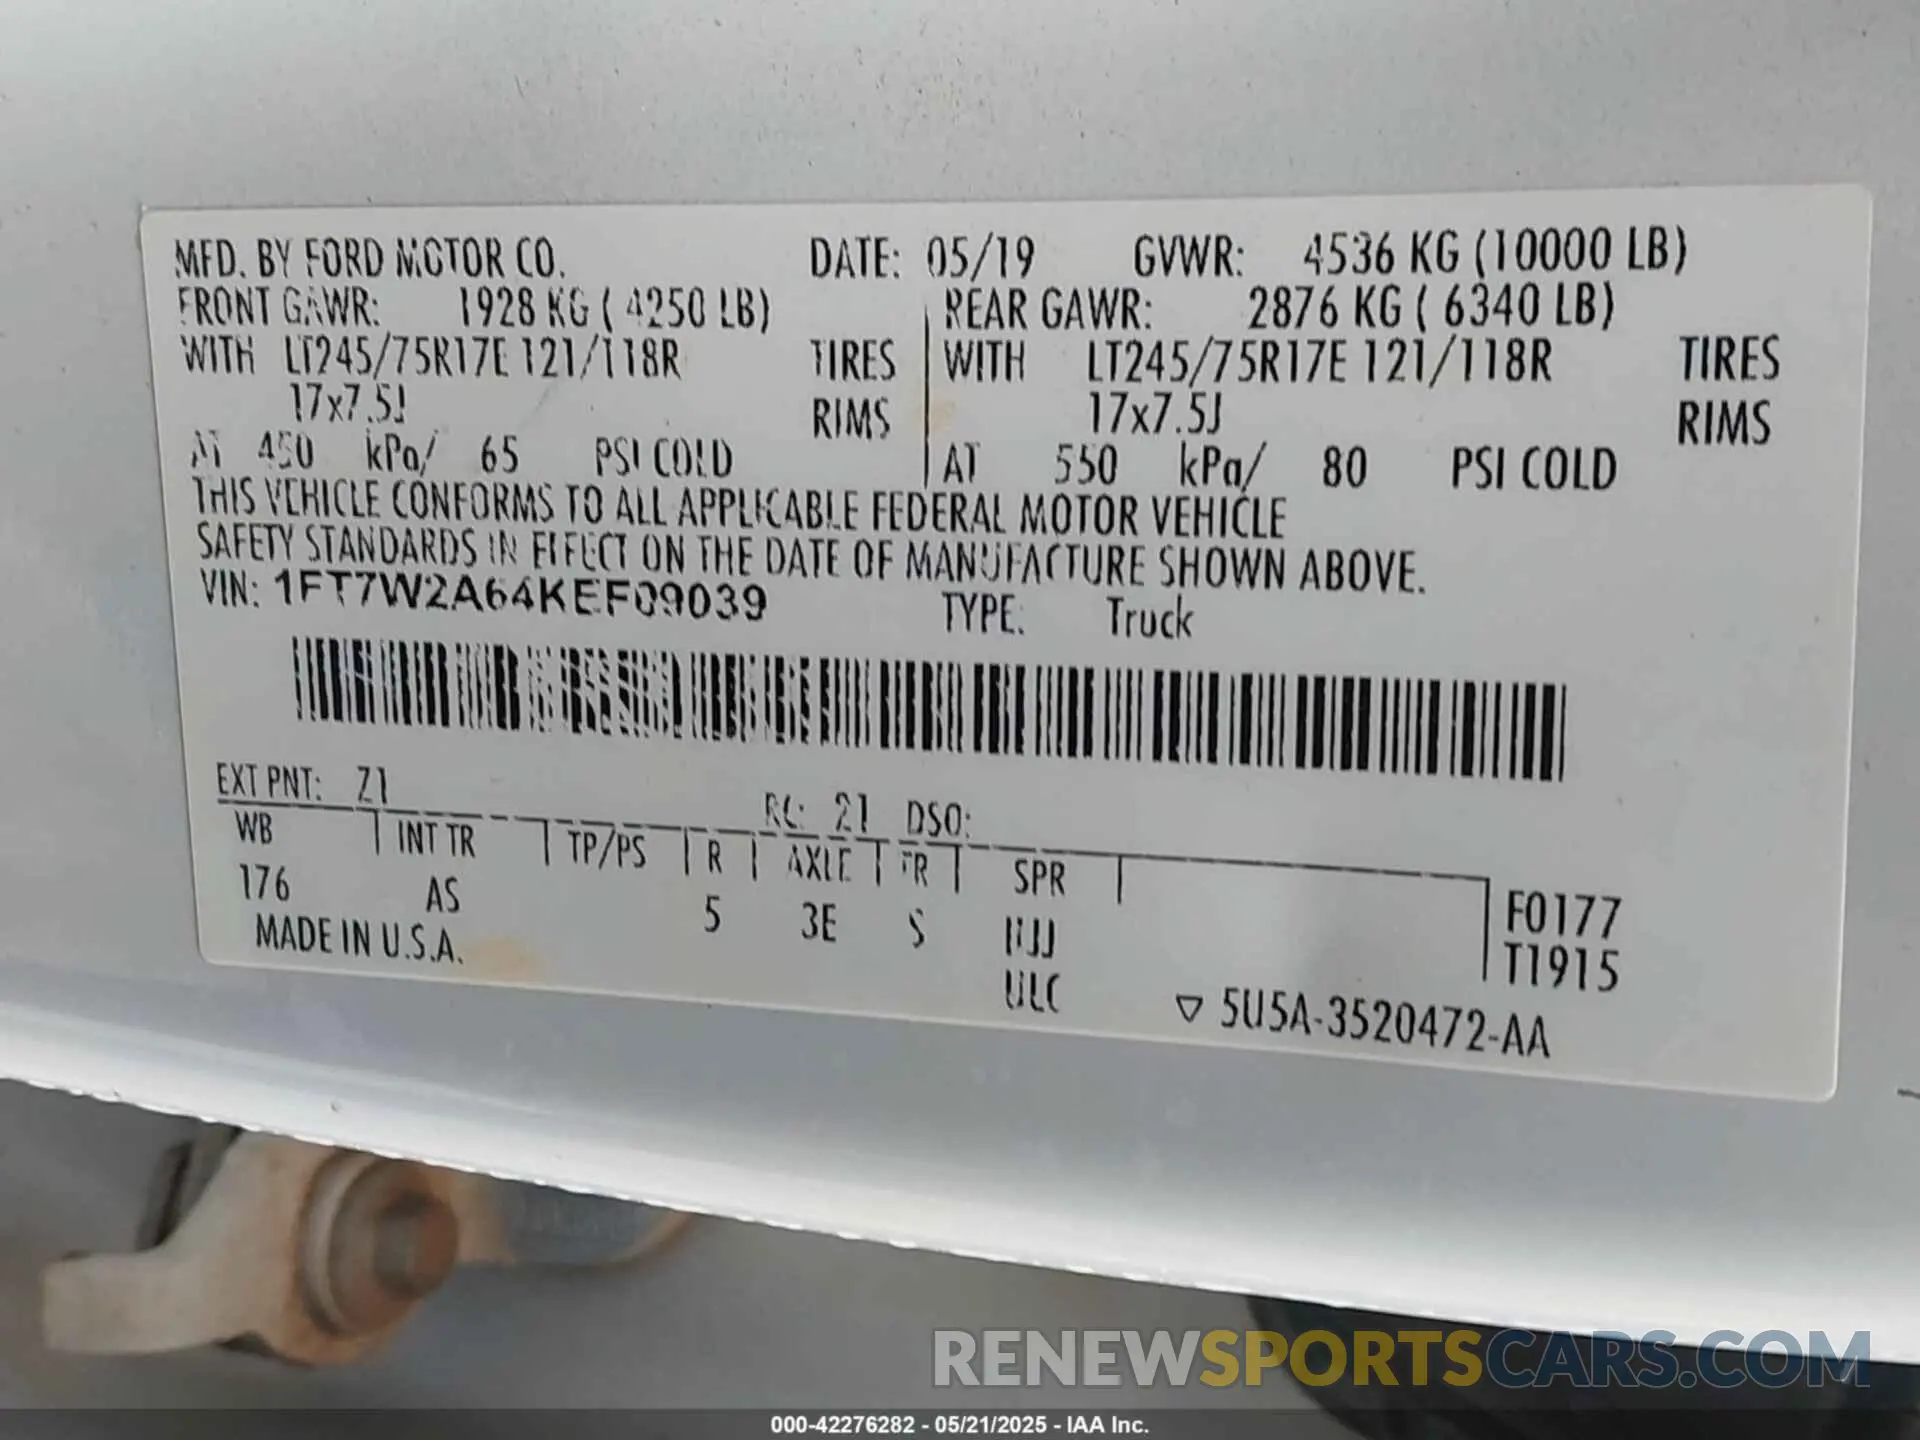 MFD. BY FORD MOTOR CO. DATE: 05/19 GVWR: 4536 KG (10000 LB)
FRONT GAWR: 1928 KG ( 4250 LB) REAR GAWR: 2876 KG ( 6340 LB)
WITH LT245/75R17E 121/118R TIRES WITH LT245/75R17E 121/118R TIRES
17x7.5J RIMS 17x7.5J RIMS
AT 450 kPa/ 65 PSI COLD AT 550 kPa/ 80 PSI COLD
THIS VEHICLE CONFORMS TO ALL APPLICABLE FEDERAL MOTOR VEHICLE
SAFETY STANDARDS IN EFFECT ON THE DATE OF MANUFACTURE SHOWN ABOVE.
VIN: 1FT7W2A64KEF09039 TYPE: Truck
EXT PNT: Z1 RC: 21 DSO:
WB INT TR TP/PS R AXLE TR SPR
176 AS 5 3E S F0177
MADE IN U.S.A. T1915
5U5A-3520472-AA
RENEWSPORTSCARS.COM
000-42276282 - 05/21/2025 - IAA Inc.